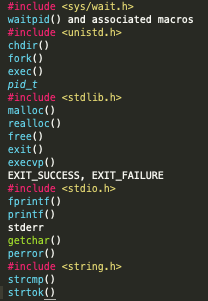 #include <sys/wait.h>
waitpid() and associated macros
#include <unistd.h>
chdir()
fork()
exec()
pid_t
#include <stdlib.h>
malloc()
realloc()
free()
exit()
execvp()
EXIT_SUCCESS, EXIT_FAILURE
#include <stdio.h>
fprintf()
printf()
stderr
getchar()
perror()
#include <string.h>
strcmp()
strtok()